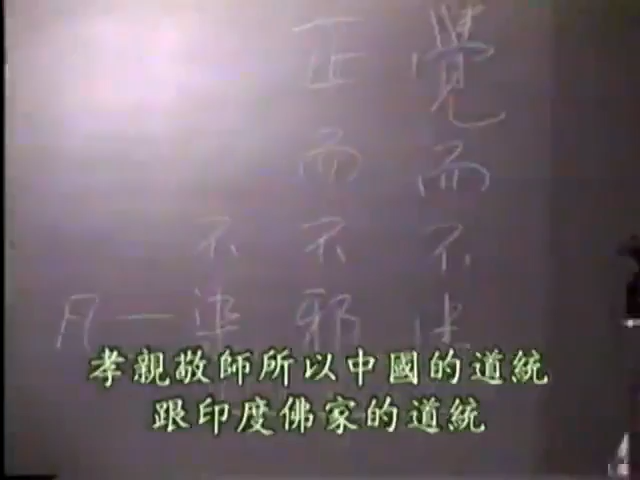 覺而不
正而不邪
不
孝親敬師所以中國的道統
跟印度佛家的道統